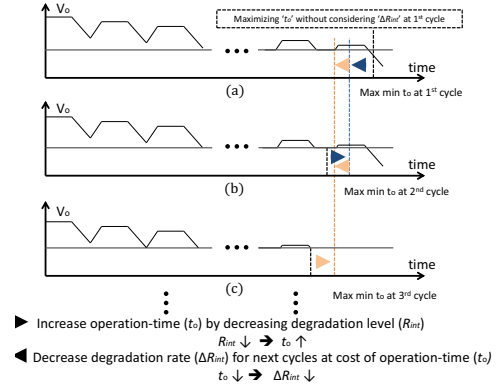 Maximizing 'to' without considering 'ΔRint' at 1st cycle
Vo
time
(a)
Max min to at 1st cycle
Vo
time
(b)
Max min to at 2nd cycle
Vo
time
(c)
Max min to at 3rd cycle
Increase operation-time (to) by decreasing degradation level (Rint)
Rint ↓ ➔ to ↑
Decrease degradation rate (ΔRint) for next cycles at cost of operation-time (to)
to ↓ ➔ ΔRint ↓